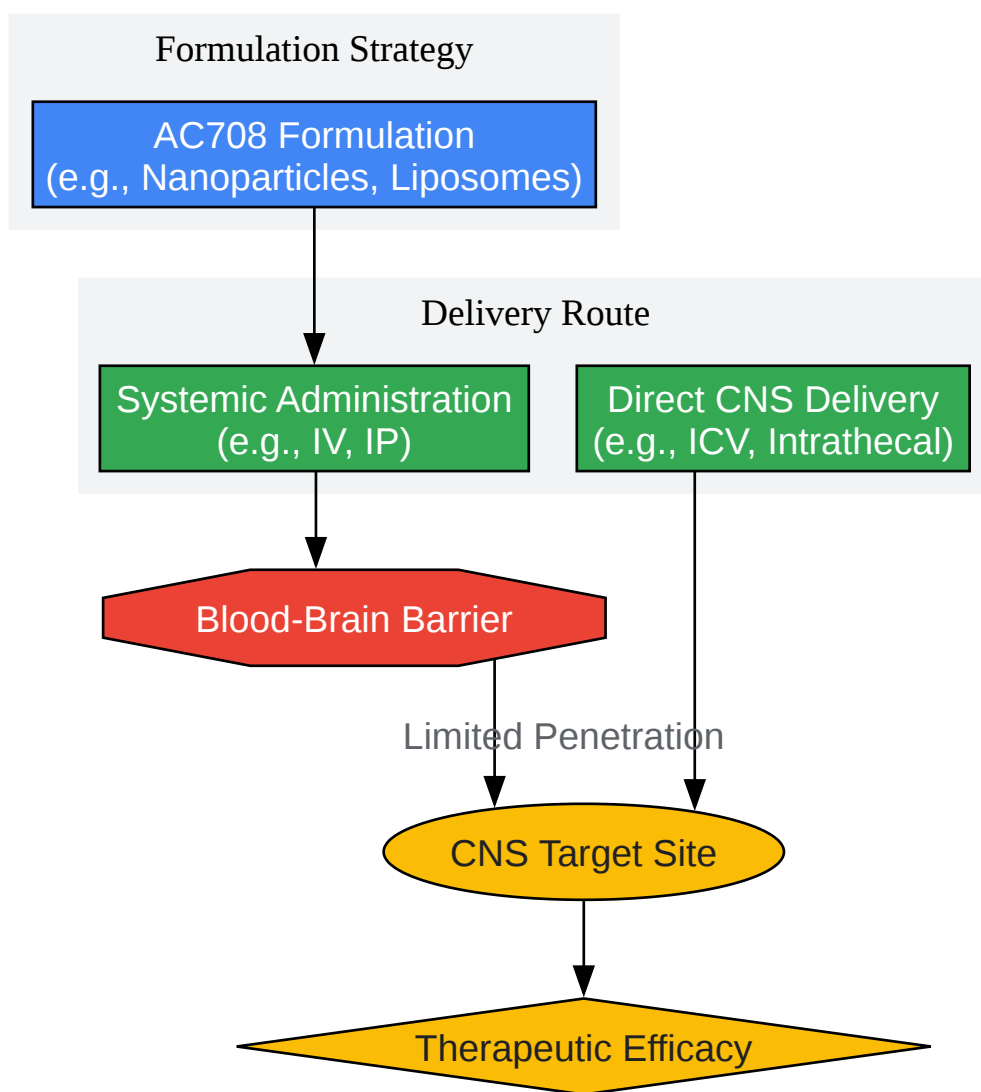 Formulation Strategy
AC708 Formulation
(e.g., Nanoparticles, Liposomes)
Delivery Route
Systemic Administration
(e.g., IV, IP)
Direct CNS Delivery
(e.g., ICV, Intrathecal)
Blood-Brain Barrier
Limited Penetration
CNS Target Site
Therapeutic Efficacy